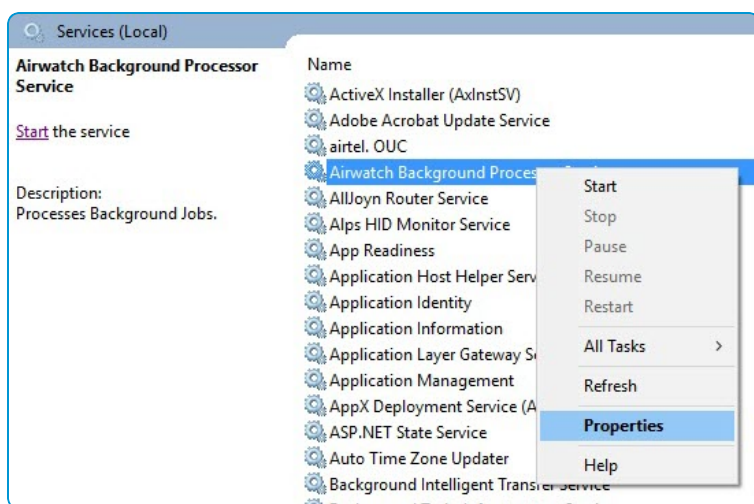 Services (Local)
Airwatch Background Processor
Service
Start the service
Description:
Processes Background Jobs.
Name
ActiveX Installer (AxInstSV)
Adobe Acrobat Update Service
airtel. OUC
Airwatch Background Proces
AllJoyn Router Service
Alps HID Monitor Service
App Readiness
Application Host Helper Serv
Application Identity
Application Information
Application Layer Gateway S
Application Management
AppX Deployment Service (A
ASP.NET State Service
Auto Time Zone Updater
Background Intelligent Transfer Service
Start
Stop
Pause
Resume
Restart
All Tasks
Refresh
Properties
Help